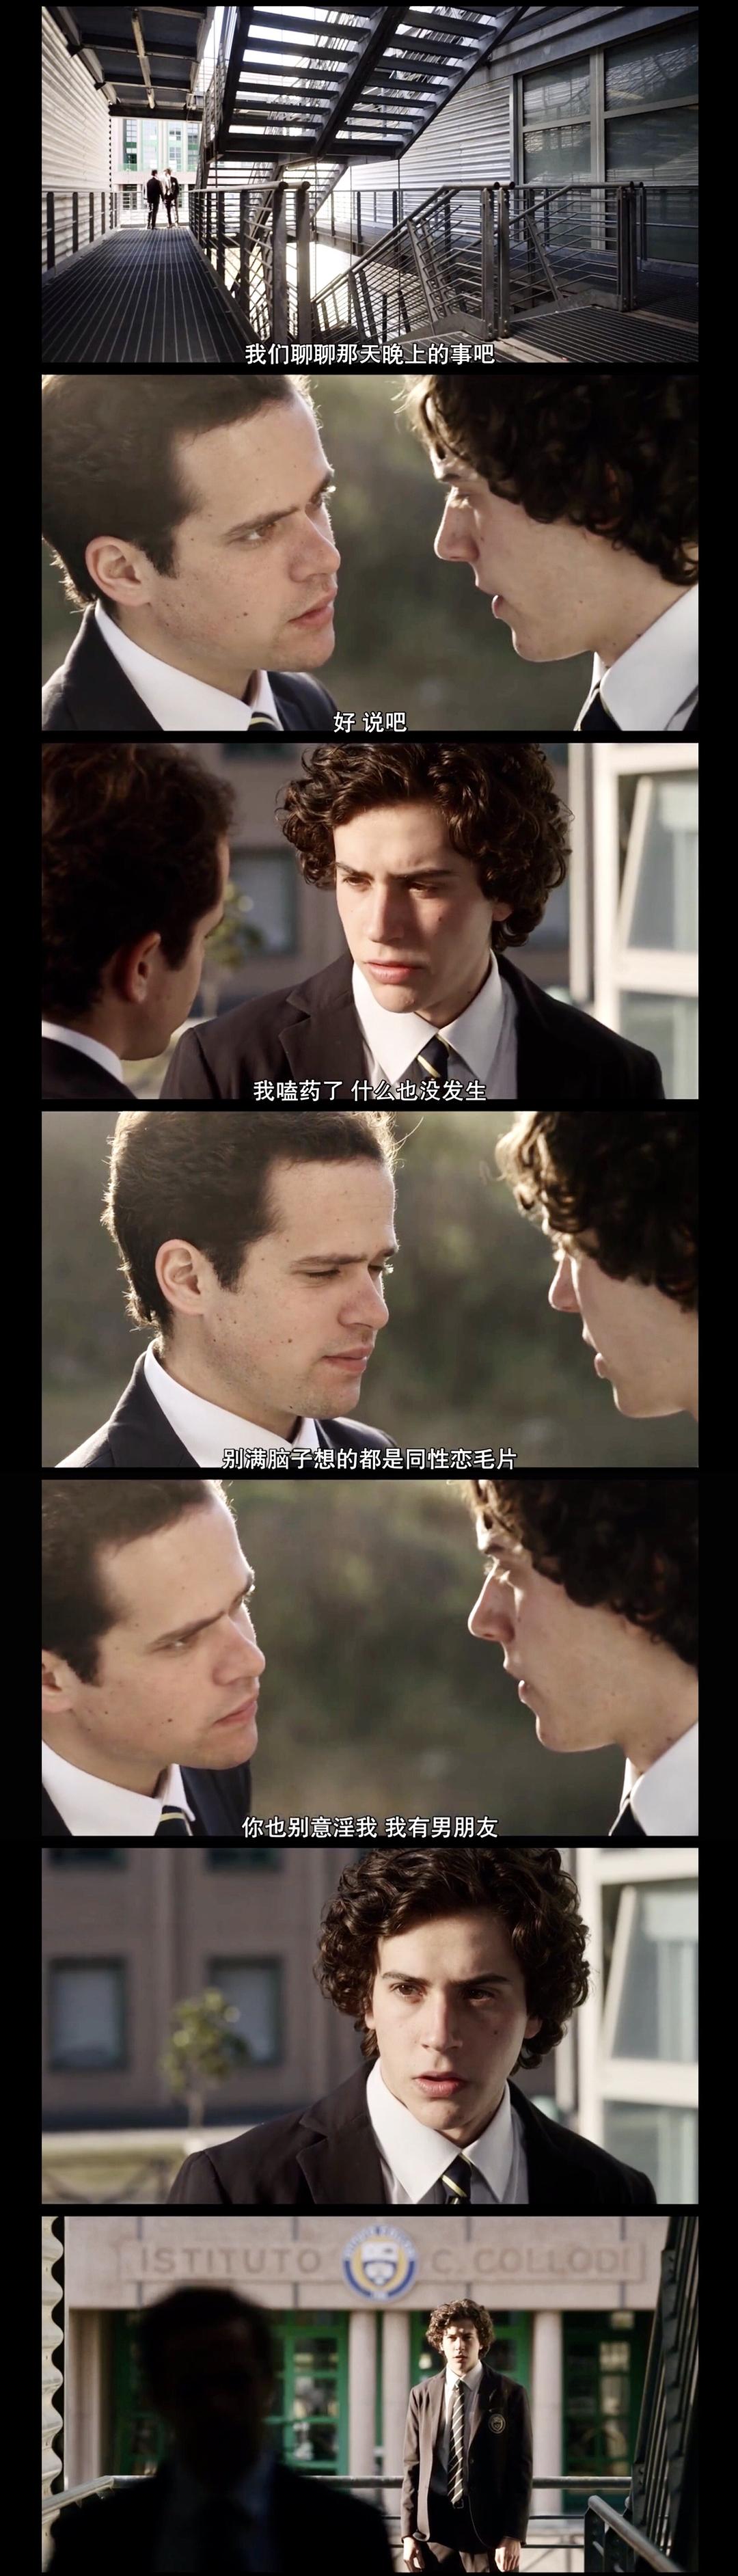 我们聊聊那天晚上的事吧
好 说吧
我嗑药了 什么也没发生
别满脑子想的都是同性恋毛片
你也别意淫我 我有男朋友
ISTITUTO C. COLLODI